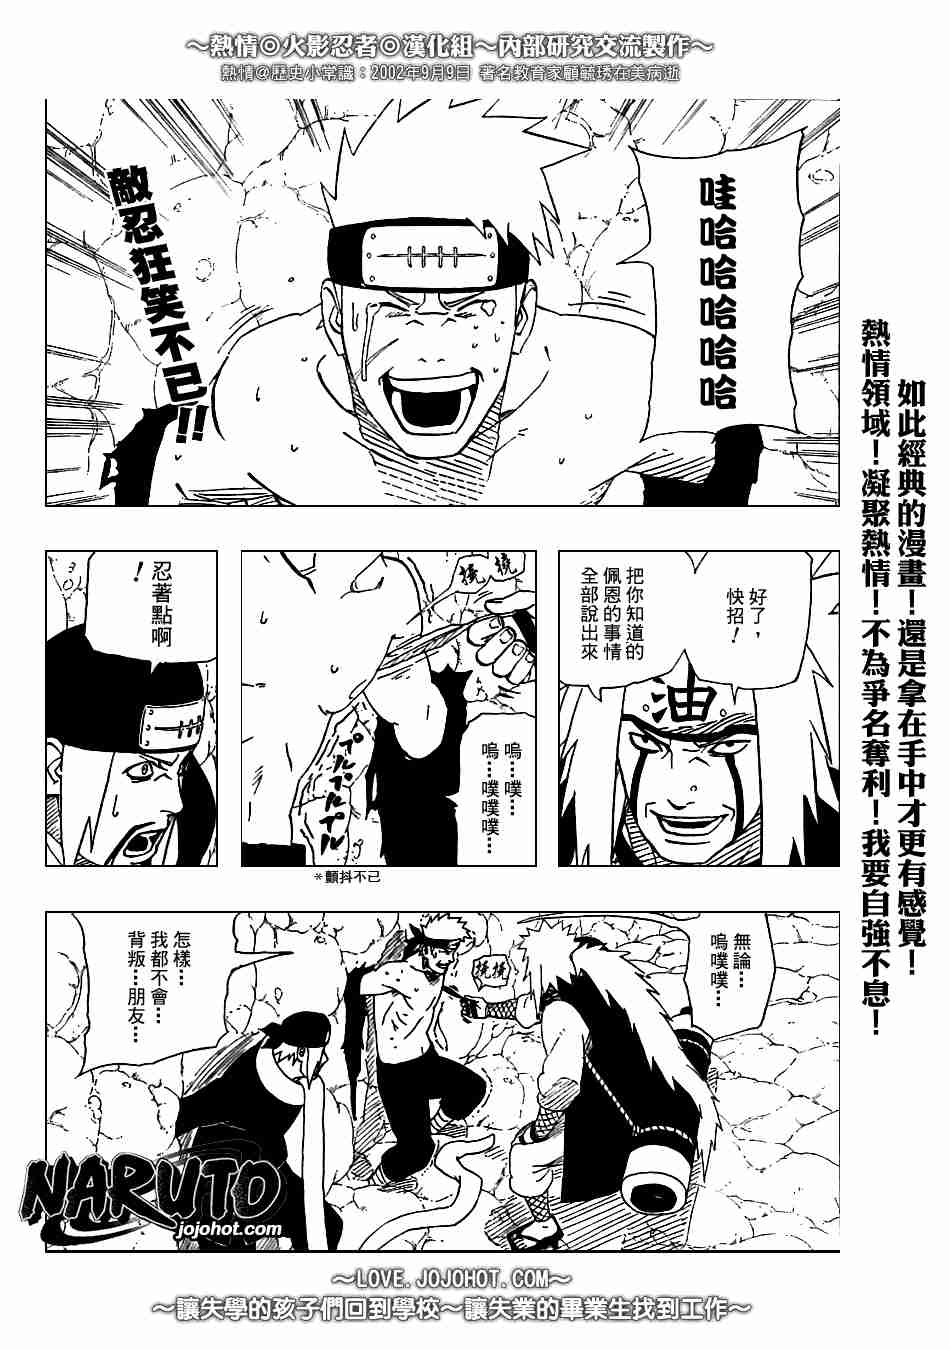 ～熱情◎火影忍者◎漢化組～內部研究交流製作～
熱情@歷史小常識：2002年9月9日 著名教育家顧毓琇在美病逝
哇哈哈哈哈哈
敵忍狂笑不已!!
如此經典的漫畫！還是拿在手中才更有感覺！
熱情領域！凝聚熱情！不為爭名奪利！我要自強不息！
好了，
快招！
把你知道的
佩恩的事情
全部說出來
油
撓 撓
嗚…噗…
嗚…噗噗噗…
プルプルプルプル
＊顫抖不已
忍著點啊
！
無論…
嗚噗噗…
撓撓
怎樣…
我都不會…
背叛…朋友…
NARUTO
jojohot.com
～LOVE.JOJOHOT.COM～
～讓失學的孩子們回到學校～讓失業的畢業生找到工作～